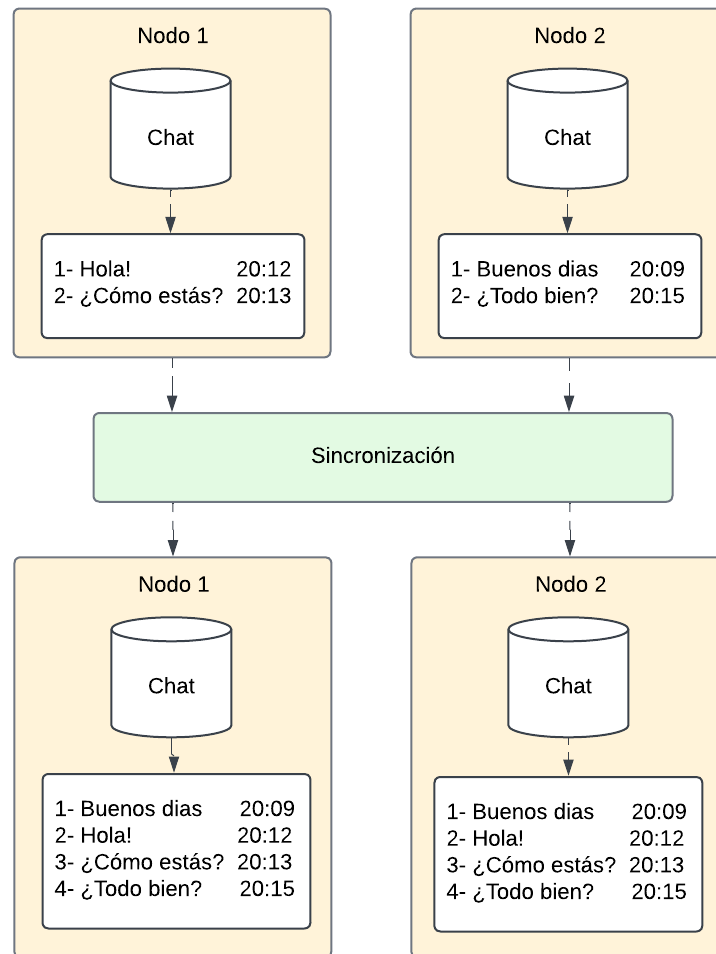 Nodo 1
Chat
1- Hola! 20:12
2- ¿Cómo estás? 20:13
Nodo 2
Chat
1- Buenos dias 20:09
2- ¿Todo bien? 20:15
Sincronización
Nodo 1
Chat
1- Buenos dias 20:09
2- Hola! 20:12
3- ¿Cómo estás? 20:13
4- ¿Todo bien? 20:15
Nodo 2
Chat
1- Buenos dias 20:09
2- Hola! 20:12
3- ¿Cómo estás? 20:13
4- ¿Todo bien? 20:15